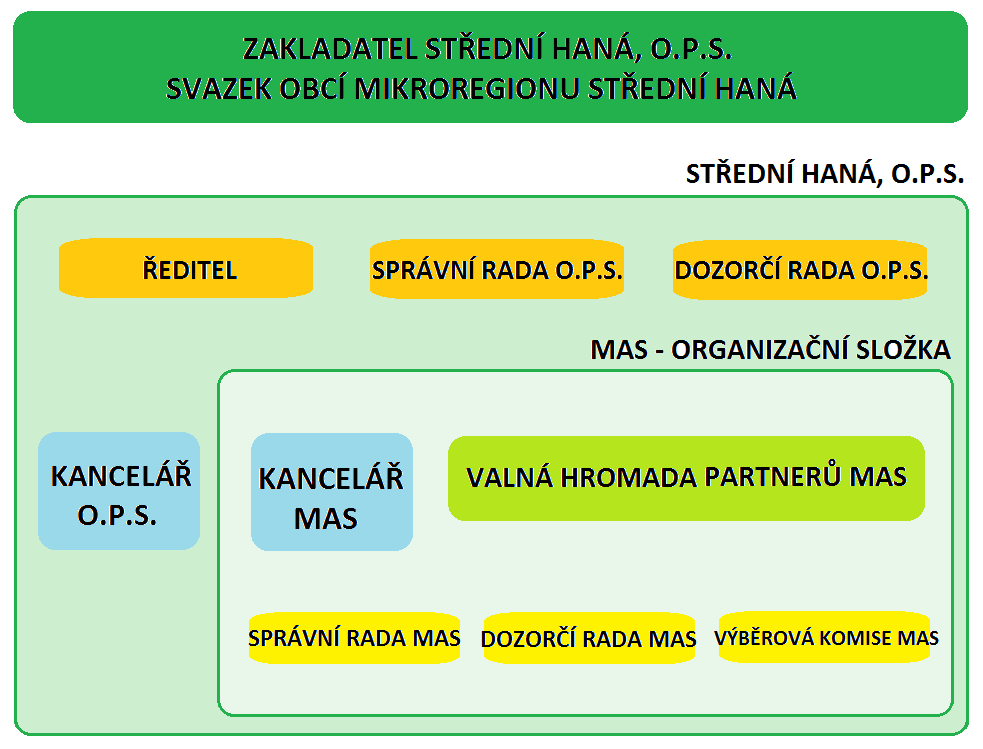 ZAKLADATEL STŘEDNÍ HANÁ, O.P.S.
SVAZEK OBCÍ MIKROREGIONU STŘEDNÍ HANÁ
STŘEDNÍ HANÁ, O.P.S.
ŘEDITEL
SPRÁVNÍ RADA O.P.S.
DOZORČÍ RADA O.P.S.
MAS - ORGANIZAČNÍ SLOŽKA
KANCELÁŘ
O.P.S.
KANCELÁŘ
MAS
VALNÁ HROMADA PARTNERŮ MAS
SPRÁVNÍ RADA MAS
DOZORČÍ RADA MAS
VÝBĚROVÁ KOMISE MAS